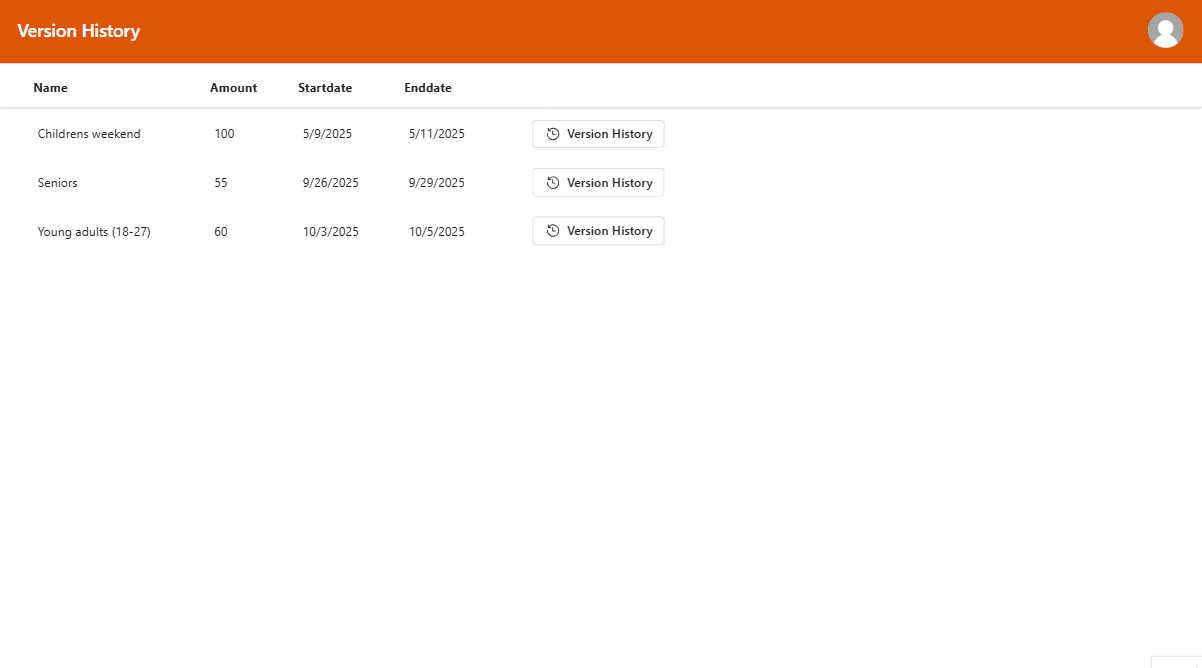 Version History
Name Amount Startdate Enddate
Childrens weekend 100 5/9/2025 5/11/2025 Version History
Seniors 55 9/26/2025 9/29/2025 Version History
Young adults (18-27) 60 10/3/2025 10/5/2025 Version History